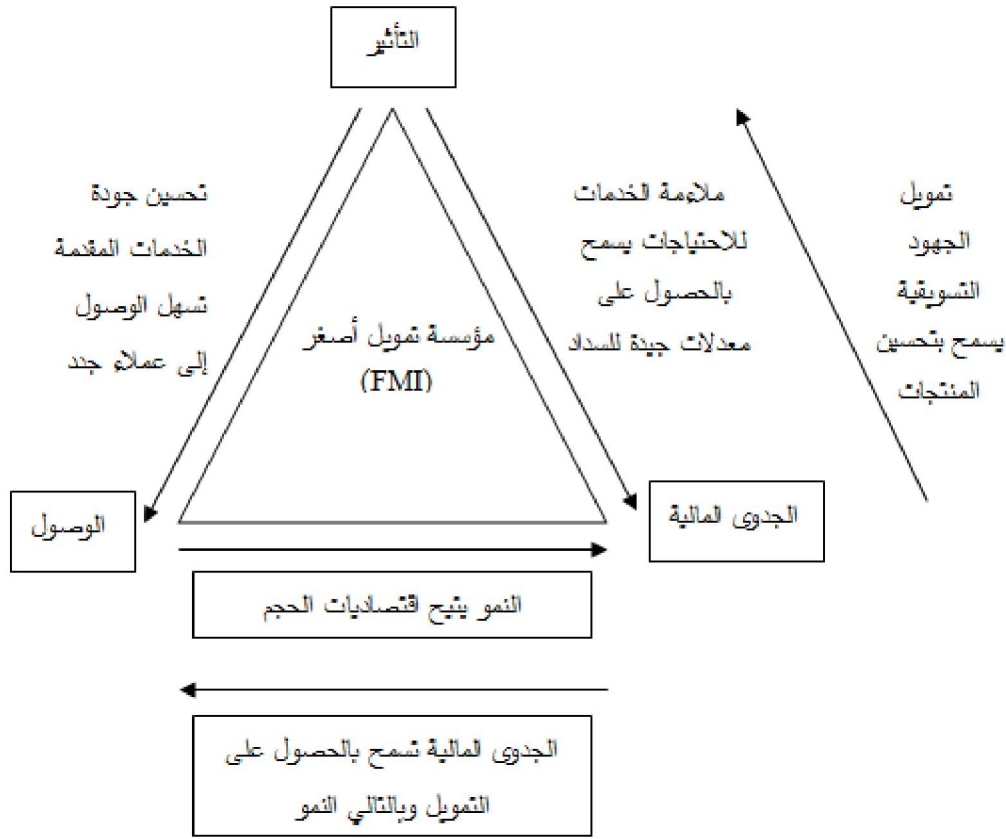 التأثير
تحسين جودة
الخدمات المقدمة
تسهل الوصول
إلى عملاء جدد
ملاءمة الخدمات
للاحتياجات يسمح
بالحصول على
معدلات جيدة للسداد
تمويل
الجهود
التسويقية
يسمح بتحسين
المنتجات
مؤسسة تمويل أصغر
(FMI)
الوصول
الجدوى المالية
النمو يتيح اقتصاديات الحجم
الجدوى المالية تسمح بالحصول على
التمويل وبالتالي النمو